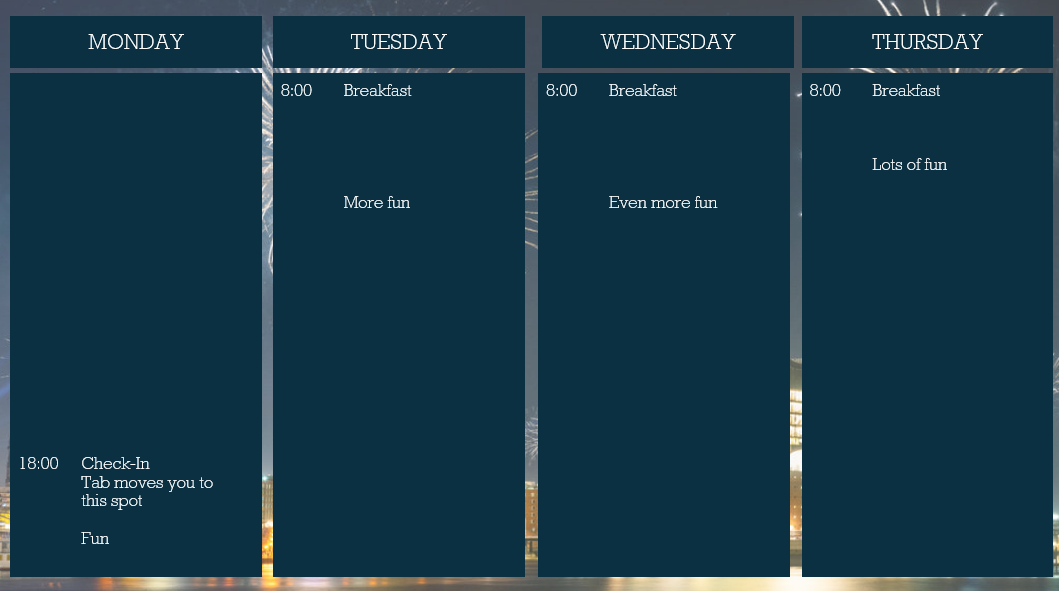 MONDAY
18:00 Check-In
Tab moves you to
this spot
Fun
TUESDAY
8:00 Breakfast
More fun
WEDNESDAY
8:00 Breakfast
Even more fun
THURSDAY
8:00 Breakfast
Lots of fun